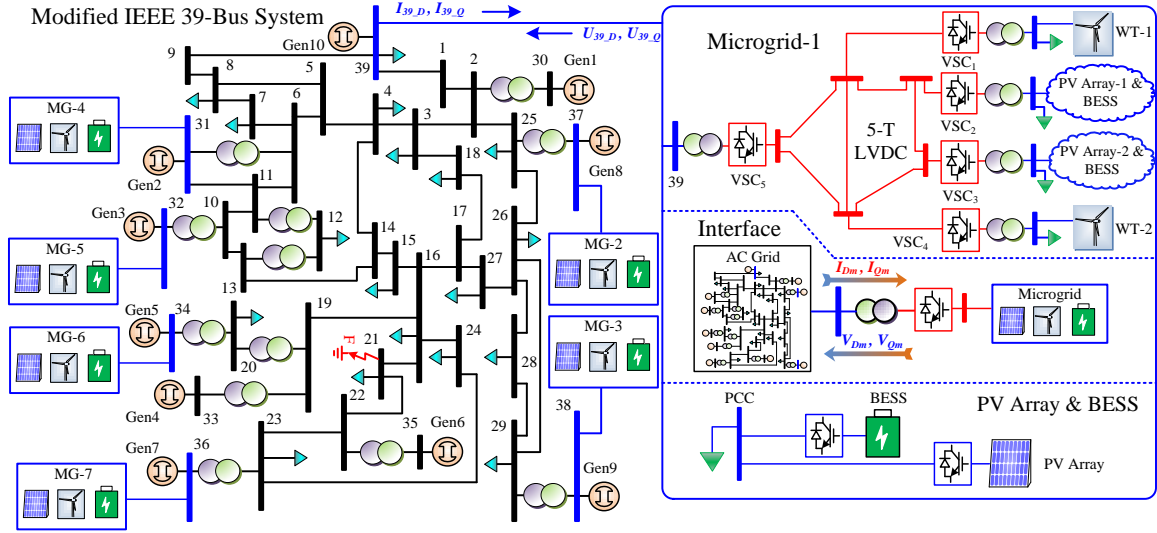 Modified IEEE 39-Bus System
I39_D, I39_Q
U39_D, U39_Q
Gen10
39
9
8
5
7
6
4
3
1
2
30
Gen1
MG-4
31
Gen2
25
37
Gen8
18
11
32
Gen3
10
12
MG-5
14
15
16
17
26
27
MG-2
13
19
Gen5
34
MG-6
20
F
21
24
MG-3
28
22
Gen4
33
23
35
Gen6
29
38
Gen7
36
MG-7
Gen9
Microgrid-1
39
VSC5
5-T
LVDC
VSC1
WT-1
VSC2
PV Array-1 &
BESS
VSC3
PV Array-2 &
BESS
VSC4
WT-2
Interface
AC Grid
IDm, IQm
VDm, VQm
Microgrid
PCC
BESS
PV Array & BESS
PV Array